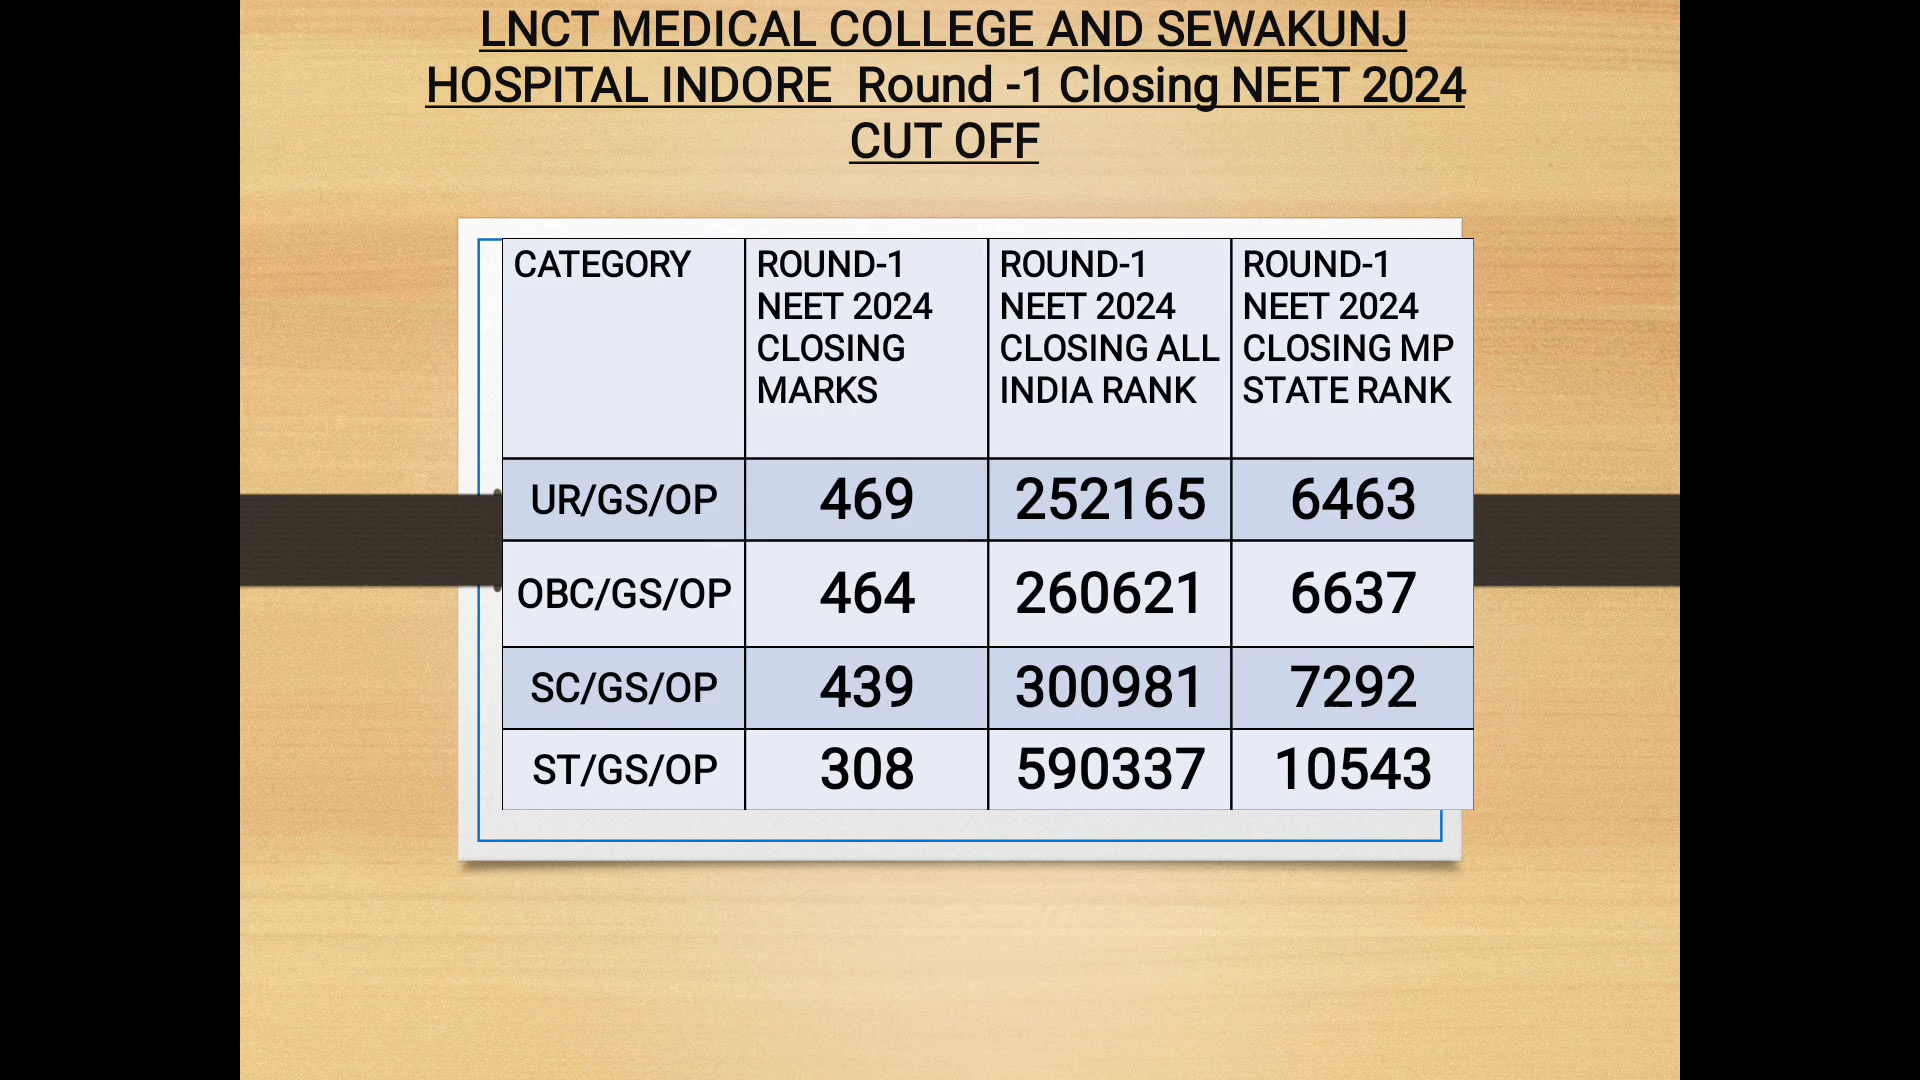 LNCT MEDICAL COLLEGE AND SEWAKUNJ
HOSPITAL INDORE  Round -1 Closing NEET 2024
CUT OFF
CATEGORY
ROUND-1
NEET 2024
CLOSING
MARKS
ROUND-1
NEET 2024
CLOSING ALL
INDIA RANK
ROUND-1
NEET 2024
CLOSING MP
STATE RANK
UR/GS/OP 469 252165 6463
OBC/GS/OP 464 260621 6637
SC/GS/OP 439 300981 7292
ST/GS/OP 308 590337 10543